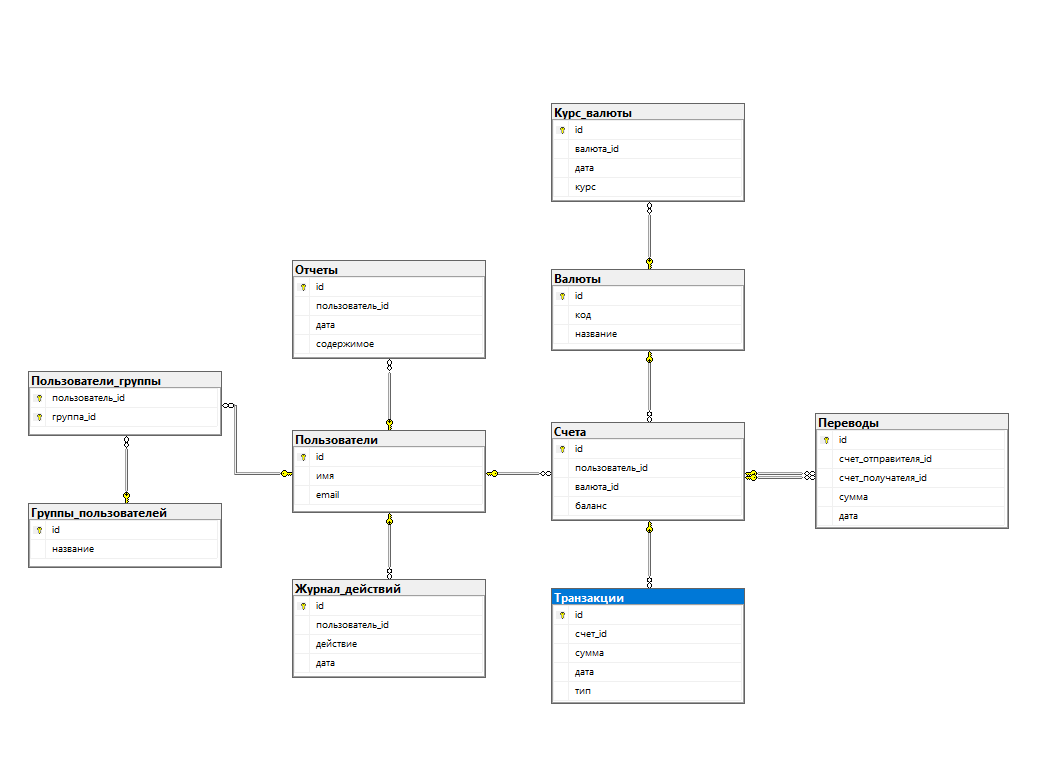 Курс_валюты
id
валюта_id
дата
курс
Отчеты
id
пользователь_id
дата
содержимое
Валюты
id
код
название
Пользователи_группы
пользователь_id
группа_id
Пользователи
id
имя
email
Счета
id
пользователь_id
валюта_id
баланс
Переводы
id
счет_отправителя_id
счет_получателя_id
сумма
дата
Группы_пользователей
id
название
Журнал_действий
id
пользователь_id
действие
дата
Транзакции
id
счет_id
сумма
дата
тип